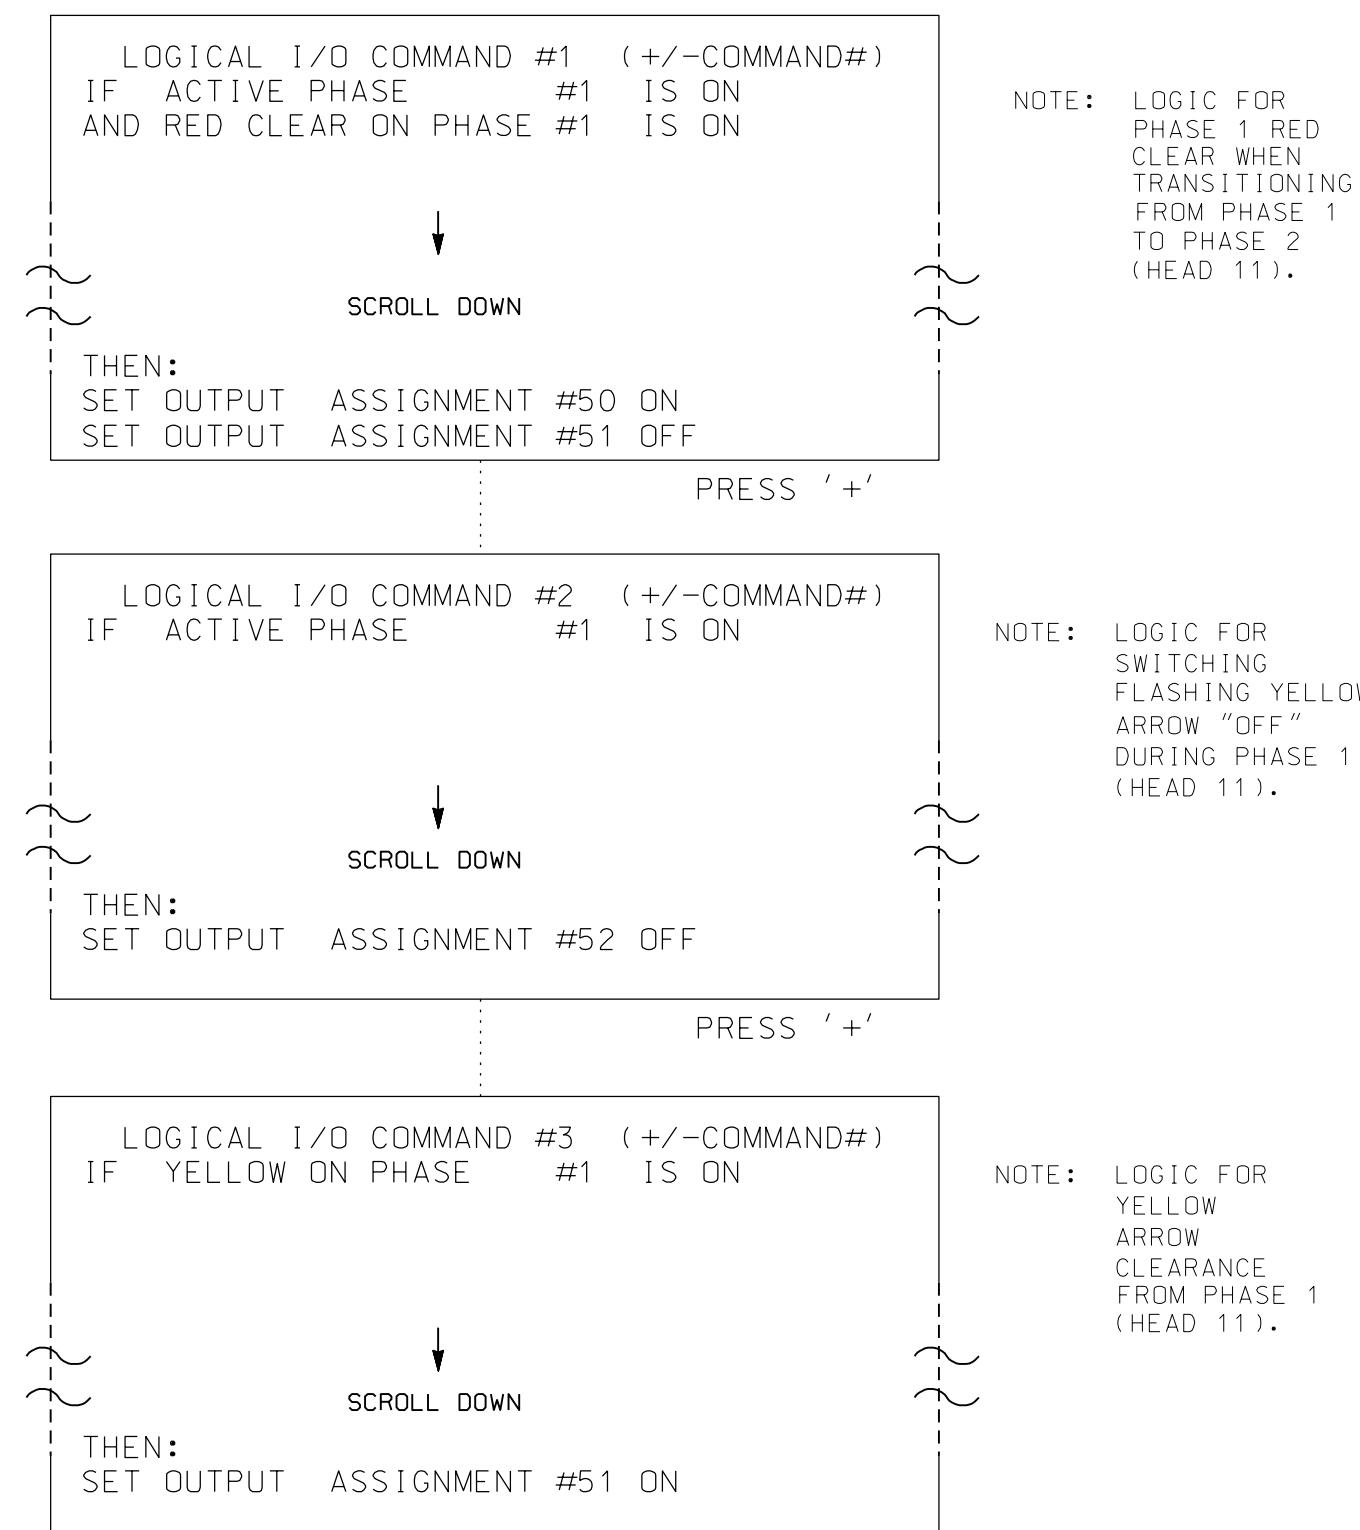 LOGICAL I/O COMMAND #1 (+/-COMMAND#)
IF ACTIVE PHASE #1 IS ON
AND RED CLEAR ON PHASE #1 IS ON
SCROLL DOWN
THEN:
SET OUTPUT ASSIGNMENT #50 ON
SET OUTPUT ASSIGNMENT #51 OFF
NOTE: LOGIC FOR
PHASE 1 RED
CLEAR WHEN
TRANSITIONING
FROM PHASE 1
TO PHASE 2
(HEAD 11).
PRESS '+'
LOGICAL I/O COMMAND #2 (+/-COMMAND#)
IF ACTIVE PHASE #1 IS ON
SCROLL DOWN
THEN:
SET OUTPUT ASSIGNMENT #52 OFF
NOTE: LOGIC FOR
SWITCHING
FLASHING YELLOW
ARROW "OFF"
DURING PHASE 1
(HEAD 11).
PRESS '+'
LOGICAL I/O COMMAND #3 (+/-COMMAND#)
IF YELLOW ON PHASE #1 IS ON
SCROLL DOWN
THEN:
SET OUTPUT ASSIGNMENT #51 ON
NOTE: LOGIC FOR
YELLOW
ARROW
CLEARANCE
FROM PHASE 1
(HEAD 11).